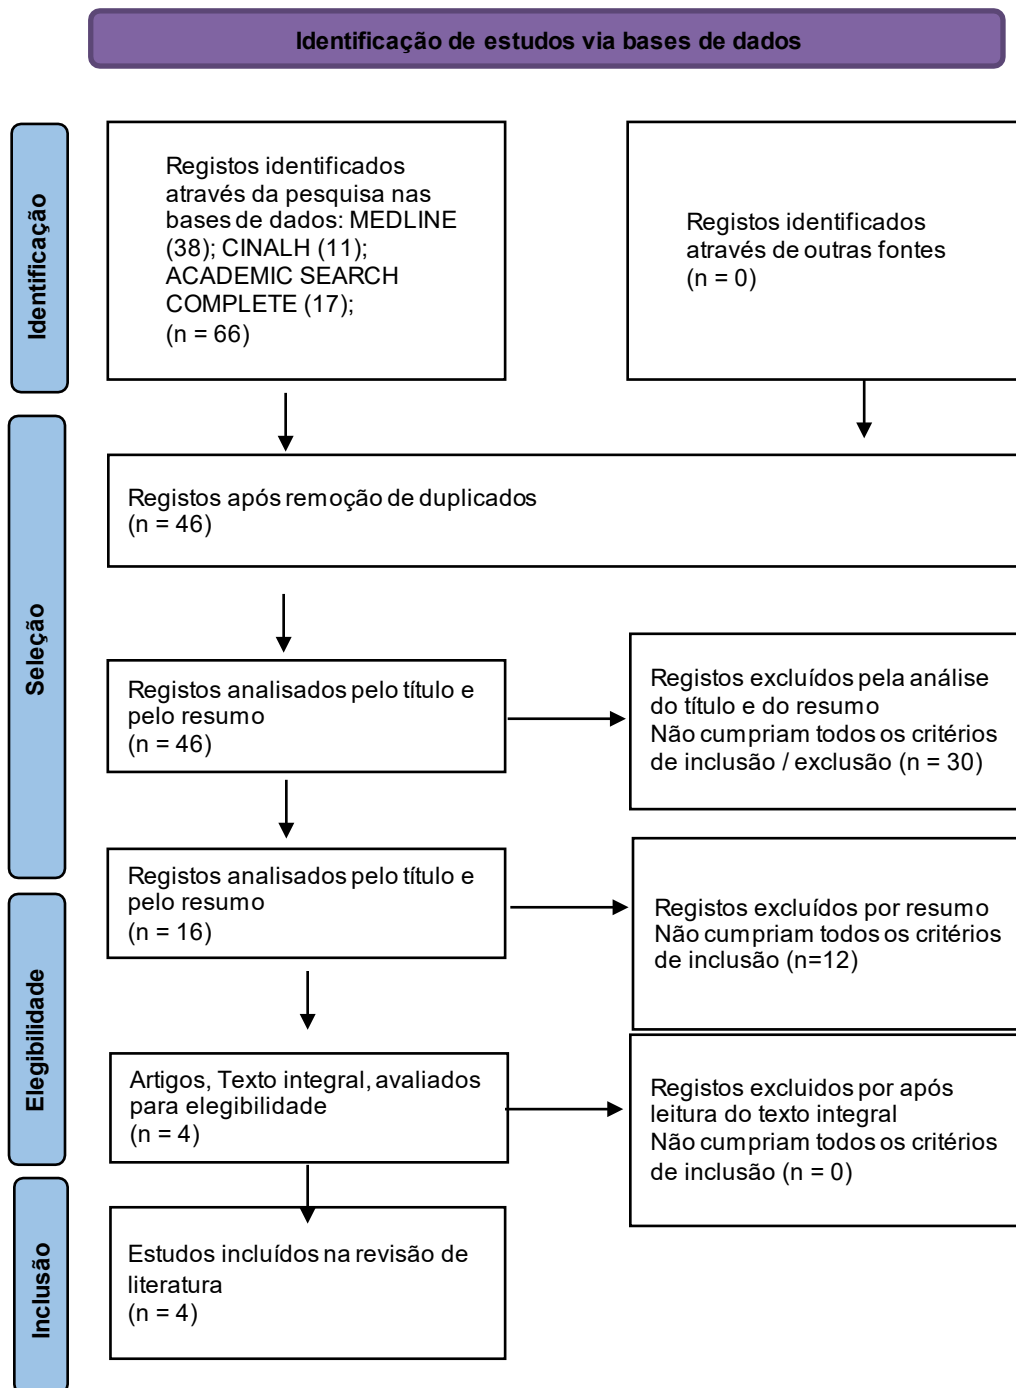 Identificação de estudos via bases de dados
Identificação
Registos identificados
através da pesquisa nas
bases de dados: MEDLINE
(38); CINALH (11);
ACADEMIC SEARCH
COMPLETE (17);
(n = 66)
Registos identificados
através de outras fontes
(n = 0)
Seleção
Registos após remoção de duplicados
(n = 46)
Registos analisados pelo título e
pelo resumo
(n = 46)
Registos excluídos pela análise
do título e do resumo
Não cumpriam todos os critérios
de inclusão / exclusão (n = 30)
Registos analisados pelo título e
pelo resumo
(n = 16)
Registos excluídos por resumo
Não cumpriam todos os critérios
de inclusão (n=12)
Elegibilidade
Artigos, Texto integral, avaliados
para elegibilidade
(n = 4)
Registos excluidos por após
leitura do texto integral
Não cumpriam todos os critérios
de inclusão (n = 0)
Inclusão
Estudos incluídos na revisão de
literatura
(n = 4)